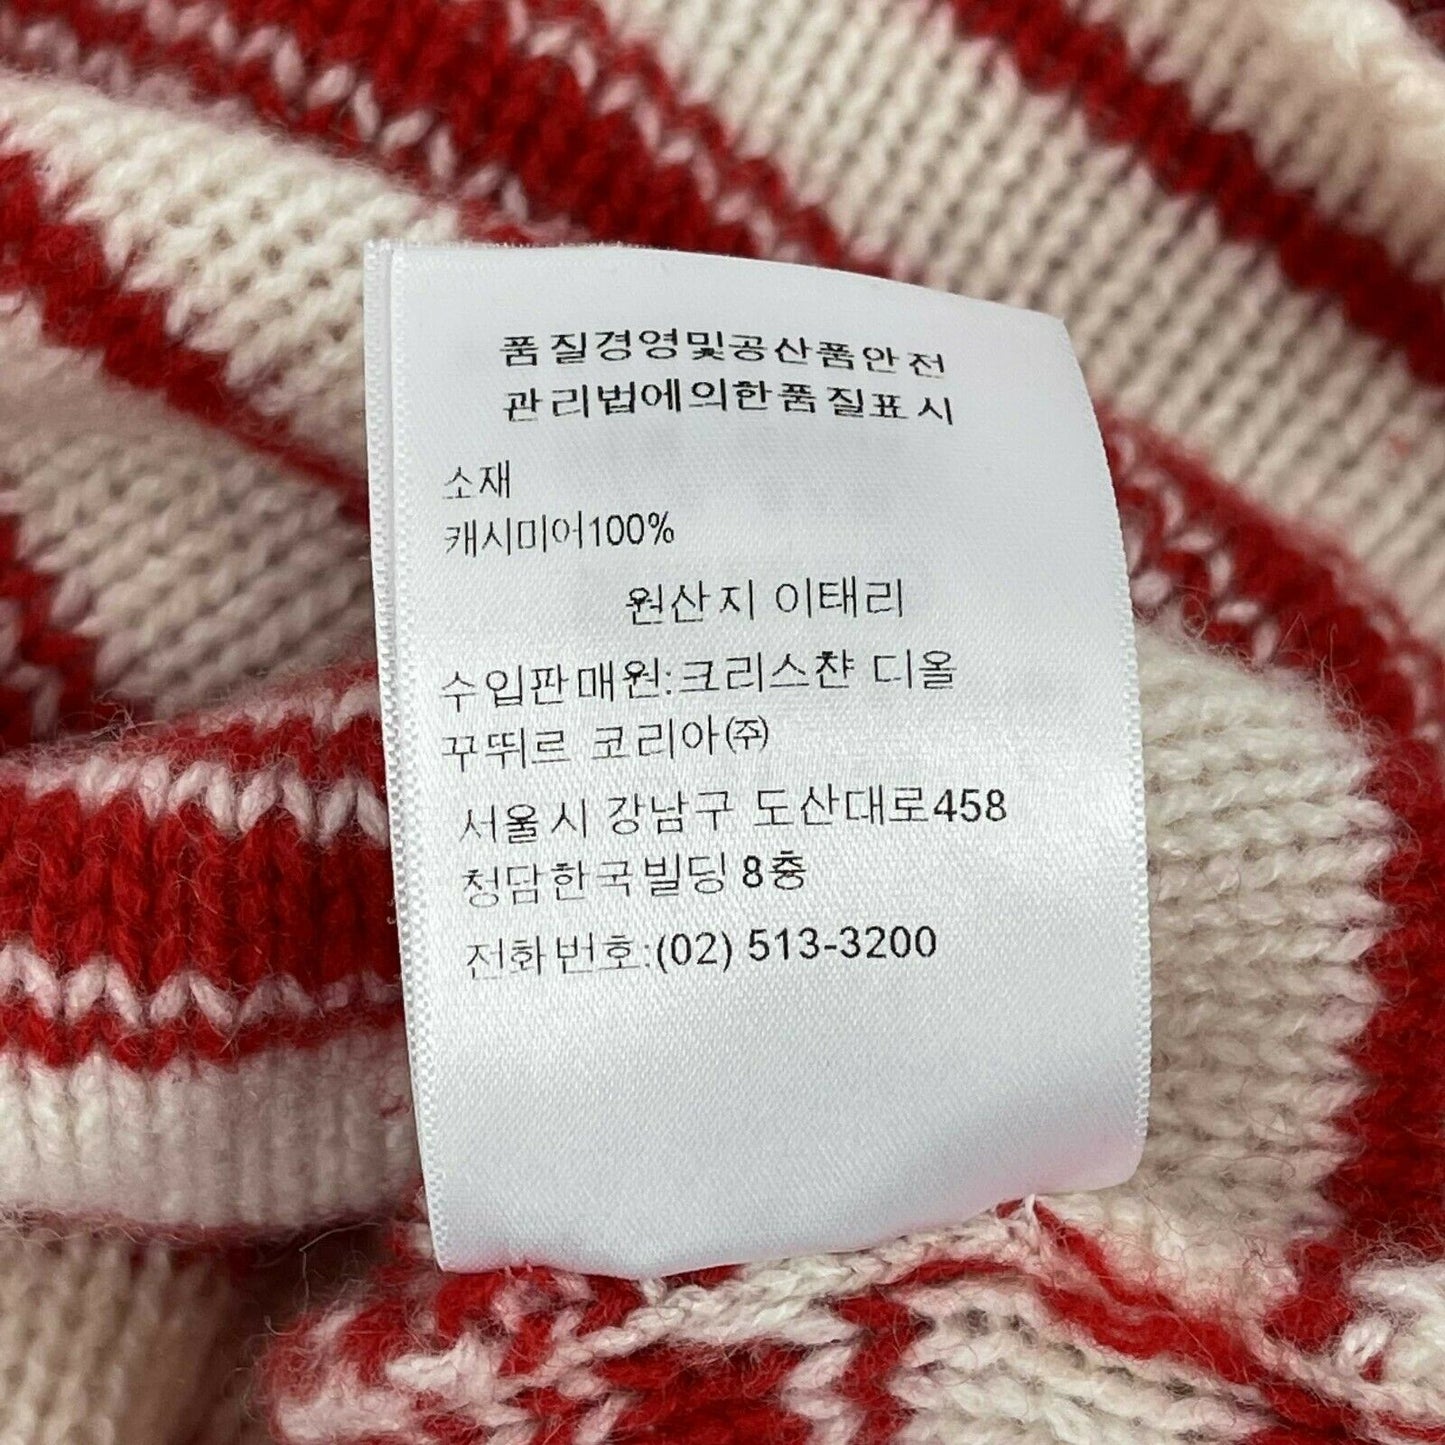 품질경영및공산품안전
관리법에의한품질표시
소재
캐시미어100%
원산지 이태리
수입판매원:크리스챤 디올
꾸뛰르 코리아㈜
서울시 강남구 도산대로458
청담한국빌딩 8층
전화번호:(02) 513-3200